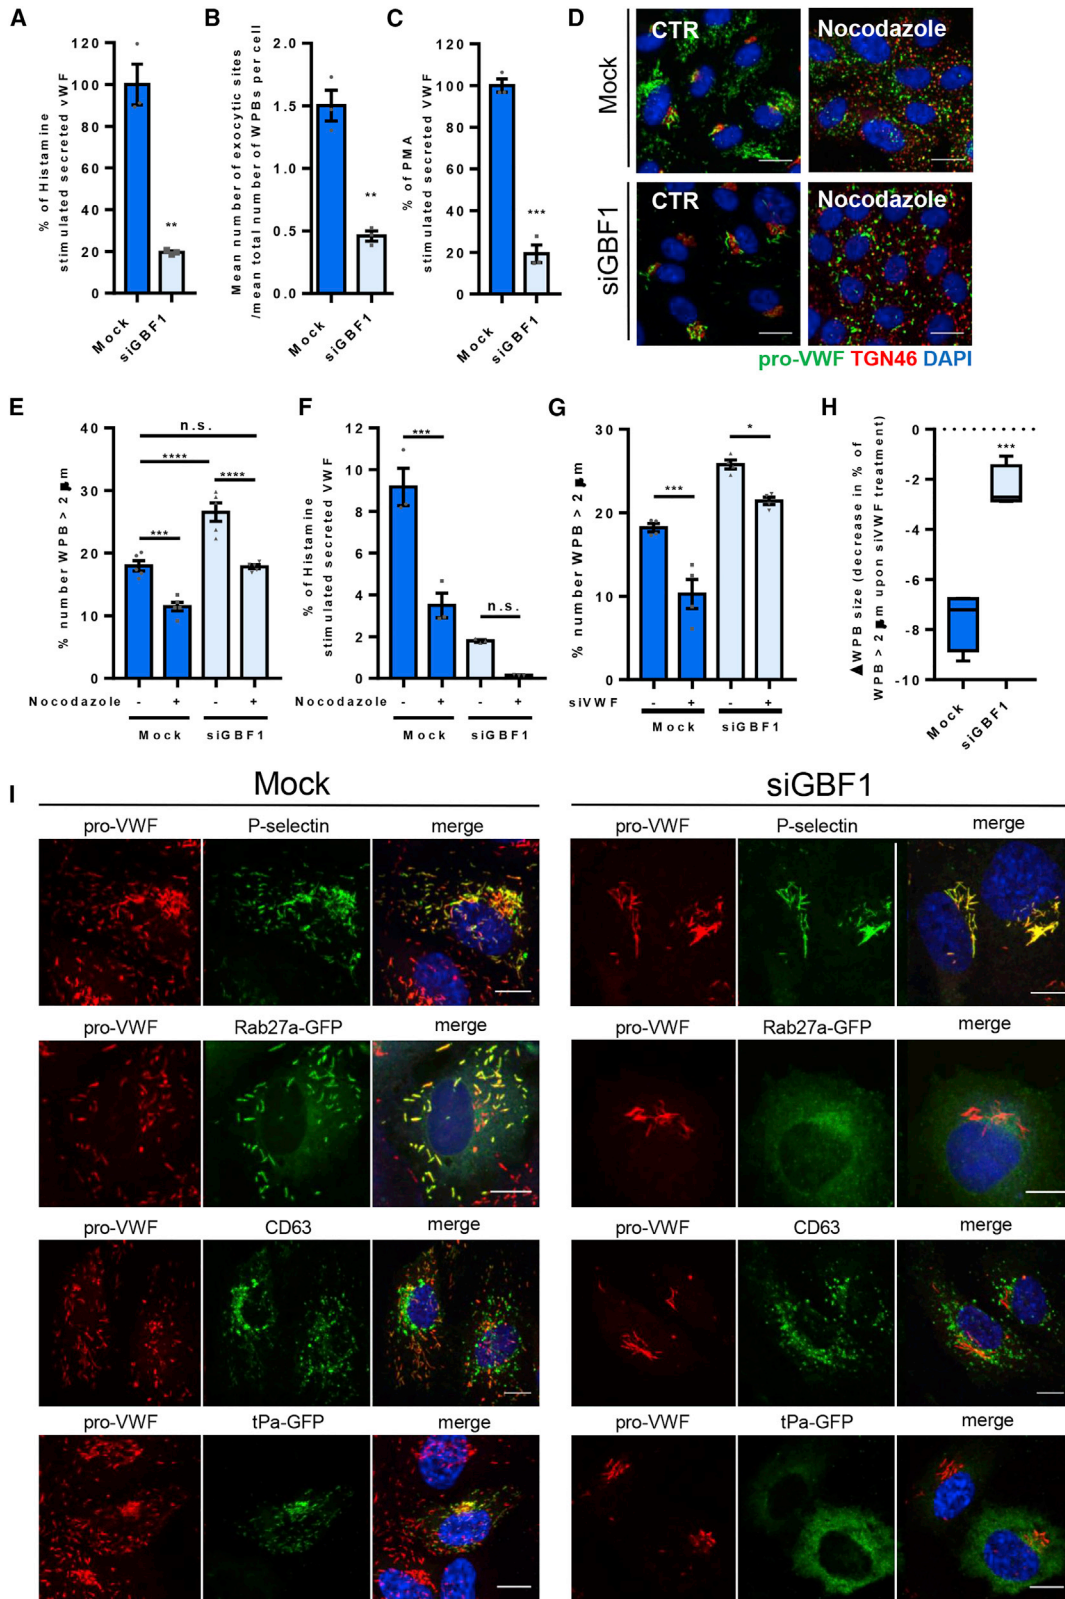 A
% of Histamine
stimulated secreted vWF
120
100
80
60
40
20
0
**
Mock
siGBF1
B
Mean number of exocytic sites
/mean total number of WPBs per cell
2.0
1.5
1.0
0.5
0.0
**
Mock
siGBF1
C
% of PMA
stimulated secreted VWF
120
100
80
60
40
20
0
***
Mock
siGBF1
D
Mock
CTR
Nocodazole
siGBF1
CTR
Nocodazole
pro-VWF TGN46 DAPI
E
% number WPB > 2 m
40
30
20
10
0
n.s.
****
****
***
Nocodazole - + - +
Mock siGBF1
F
% of Histamine
stimulated secreted VWF
12
10
8
6
4
2
0
***
n.s.
Nocodazole - + - +
Mock siGBF1
G
% number WPB > 2 m
30
20
10
0
***
*
siVWF - + - +
Mock siGBF1
H
▲WPB size (decrease in % of
WPB > 2 m upon siVWF treatment)
0
-2
-4
-6
-8
-10
***
Mock
siGBF1
I
Mock
pro-VWF P-selectin merge
pro-VWF Rab27a-GFP merge
pro-VWF CD63 merge
pro-VWF tPa-GFP merge
siGBF1
pro-VWF P-selectin merge
pro-VWF Rab27a-GFP merge
pro-VWF CD63 merge
pro-VWF tPa-GFP merge